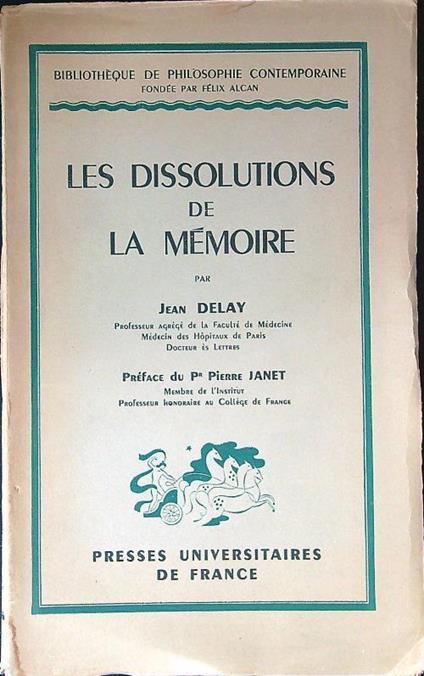 BIBLIOTHÈQUE DE PHILOSOPHIE CONTEMPORAINE
FONDÉE PAR FÉLIX ALCAN
LES DISSOLUTIONS
DE
LA MÉMOIRE
PAR
JEAN DELAY
Professeur agrégé de la Faculté de Médecine
Médecin des Hôpitaux de Paris
Docteur ès Lettres
PRÉFACE DU Pr PIERRE JANET
Membre de l'Institut
Professeur honoraire au Collège de France
PRESSES UNIVERSITAIRES
DE FRANCE